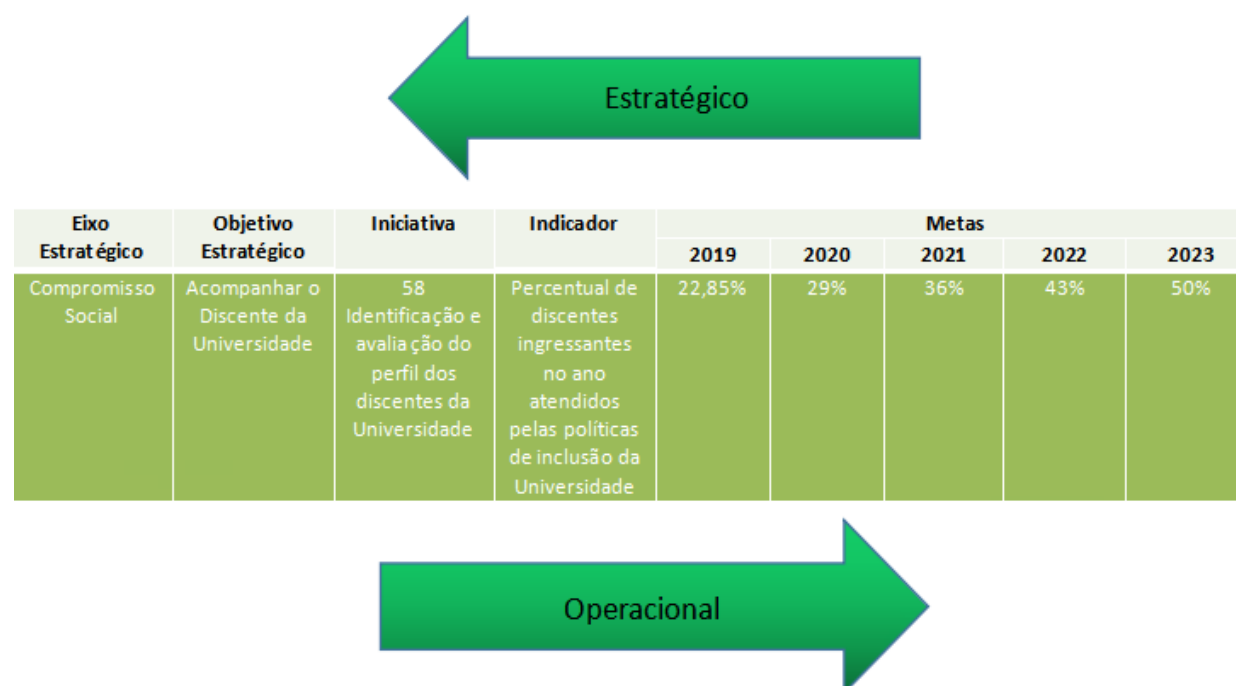 Estratégico
Eixo Estratégico
Objetivo Estratégico
Iniciativa
Indicador
Metas
2019 2020 2021 2022 2023
Compromisso
Social
Acompanhar o
Discente da
Universidade
58
Identificação e
avaliação do
perfil dos
discentes da
Universidade
Percentual de
discentes
ingressantes
no ano
atendidos
pelas políticas
de inclusão da
Universidade
22,85% 29% 36% 43% 50%
Operacional